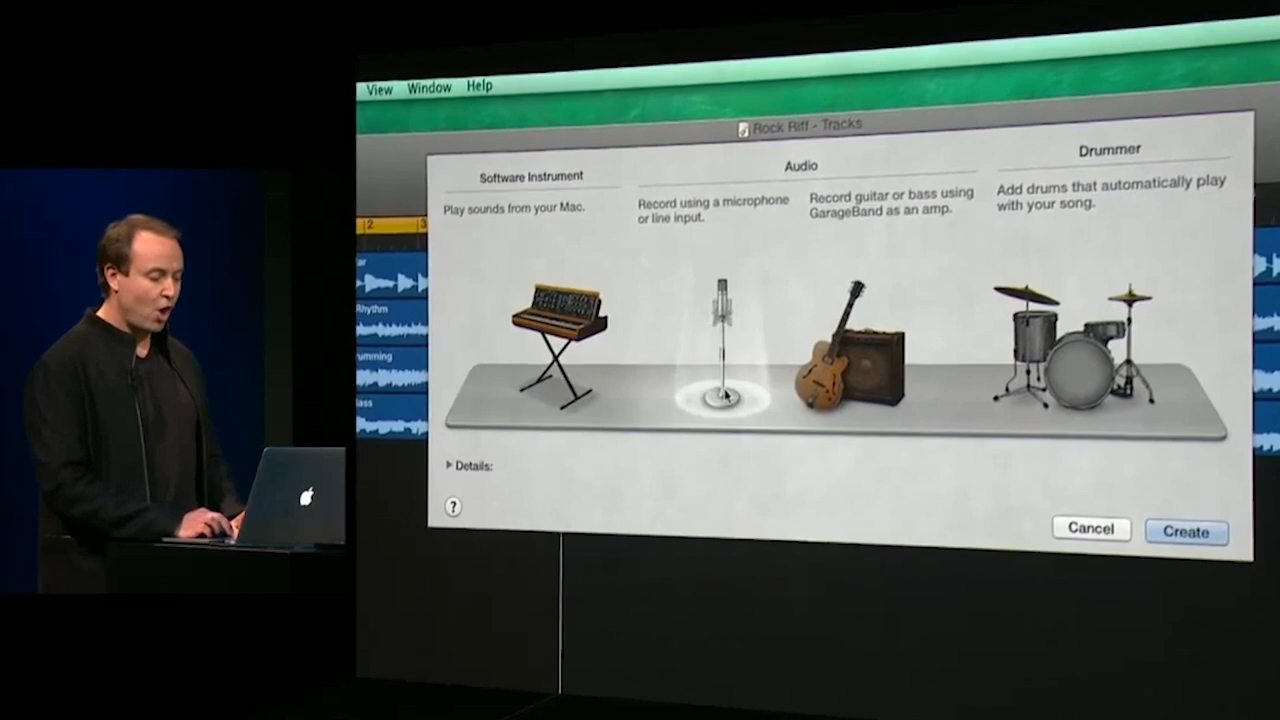 View Window Help
Rock Riff - Tracks
Software Instrument
Play sounds from your Mac.
Audio
Record using a microphone
or line input.
Record guitar or bass using
GarageBand as an amp.
Drummer
Add drums that automatically play
with your song.
2
3
Rhythm
Details:
?
Cancel
Create